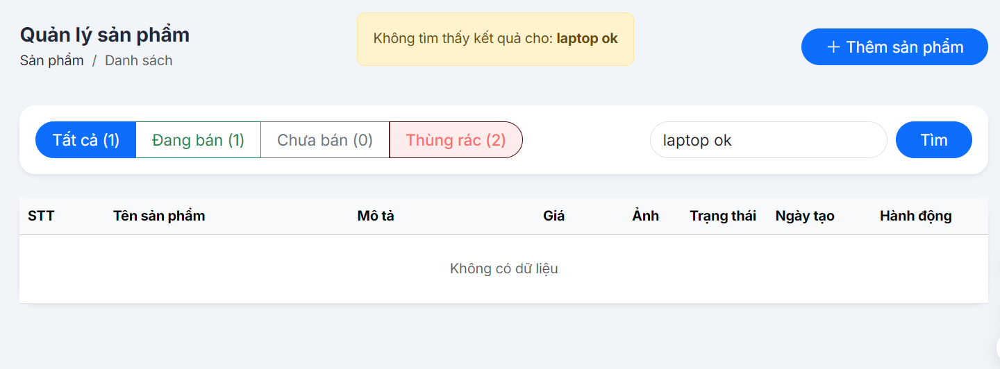 Quản lý sản phẩm
Sản phẩm / Danh sách
Không tìm thấy kết quả cho: laptop ok
+ Thêm sản phẩm
Tất cả (1) Đang bán (1) Chưa bán (0) Thùng rác (2) laptop ok Tìm
STT Tên sản phẩm Mô tả Giá Ảnh Trạng thái Ngày tạo Hành động
Không có dữ liệu